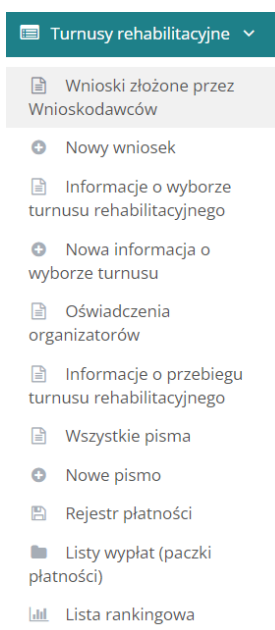 Turnusy rehabilitacyjne
Wnioski złożone przez
Wnioskodawców
Nowy wniosek
Informacje o wyborze
turnusu rehabilitacyjnego
Nowa informacja o
wyborze turnusu
Oświadczenia
organizatorów
Informacje o przebiegu
turnusu rehabilitacyjnego
Wszystkie pisma
Nowe pismo
Rejestr płatności
Listy wypłat (paczki
płatności)
Lista rankingowa